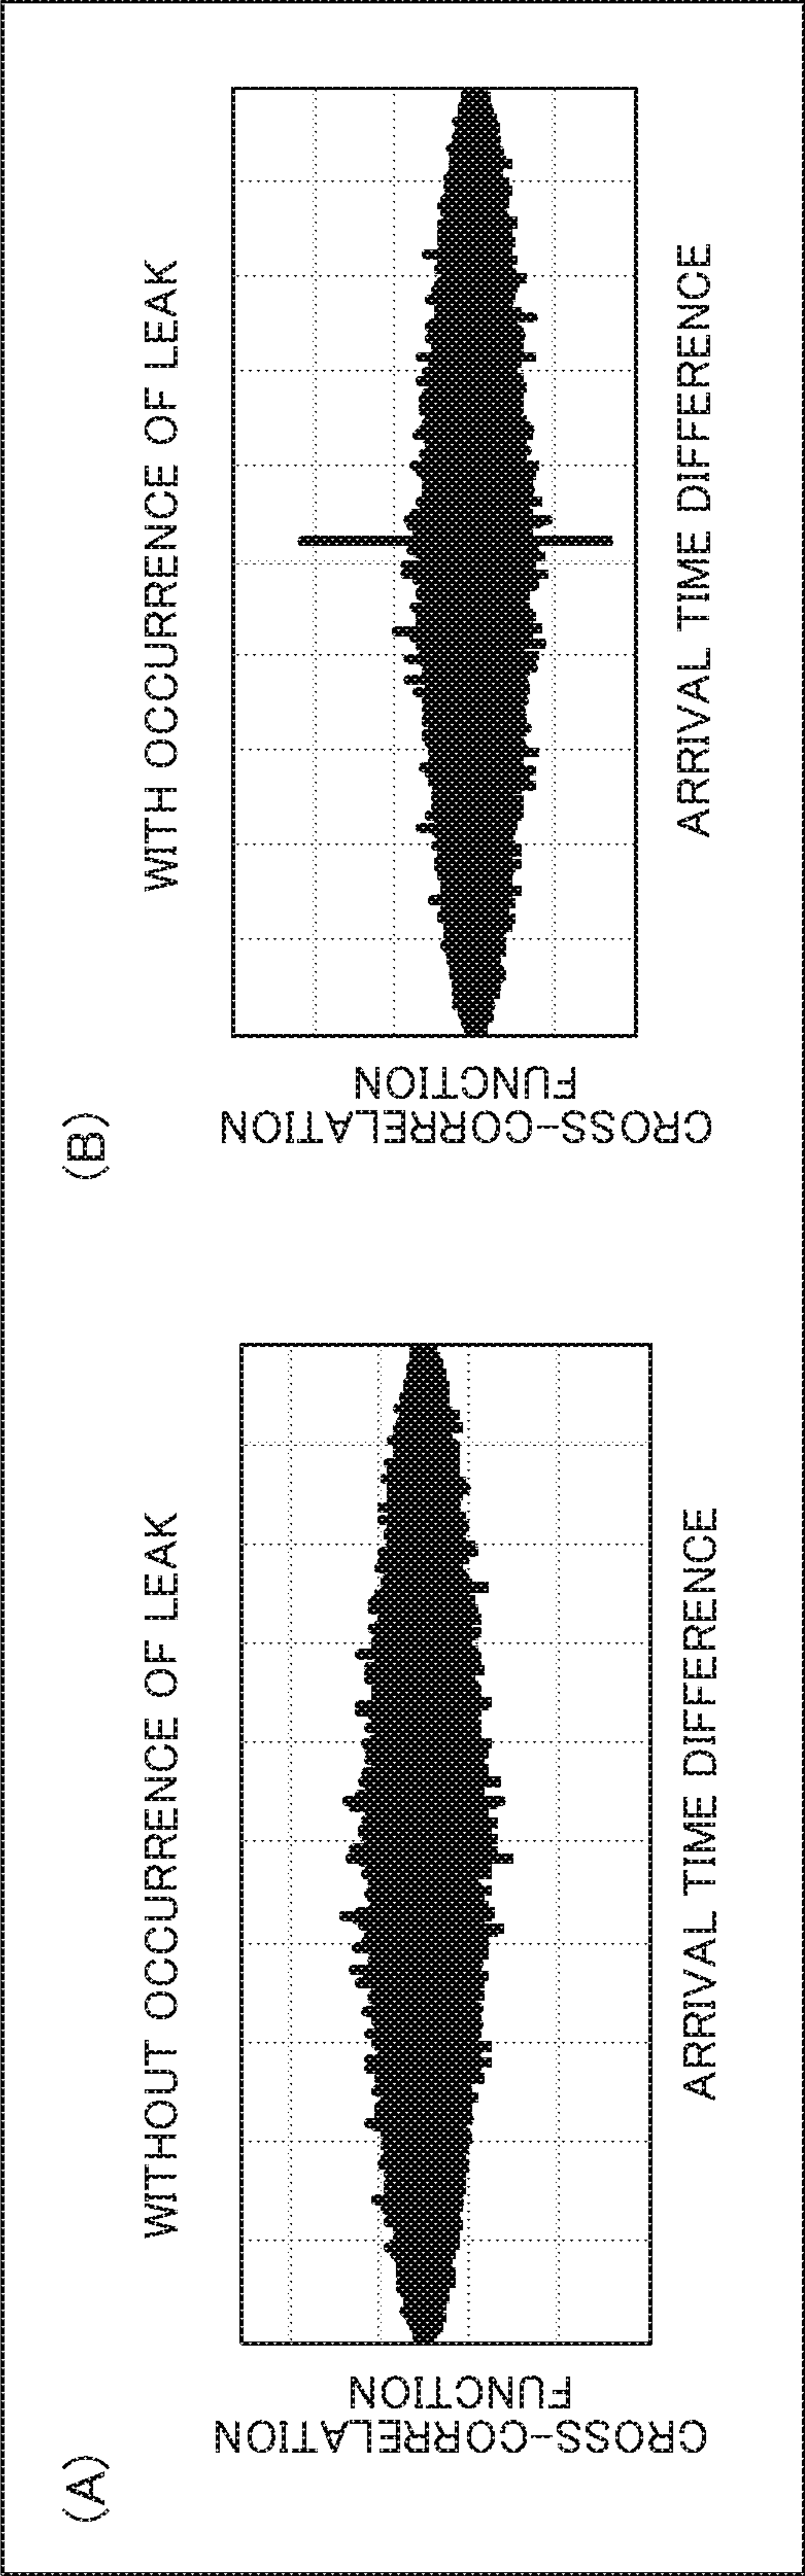 (A)
WITHOUT OCCURRENCE OF LEAK
CROSS-CORRELATION
FUNCTION
ARRIVAL TIME DIFFERENCE
(B)
WITH OCCURRENCE OF LEAK
CROSS-CORRELATION
FUNCTION
ARRIVAL TIME DIFFERENCE